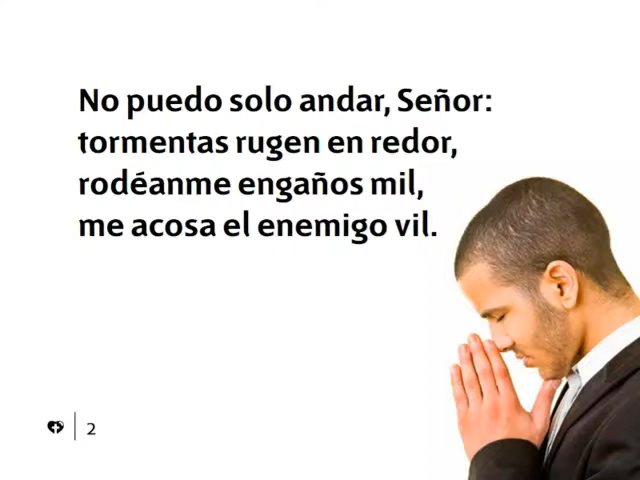 No puedo solo andar, Señor:
tormentas rugen en redor,
rodéanme engaños mil,
me acosa el enemigo vil.
2